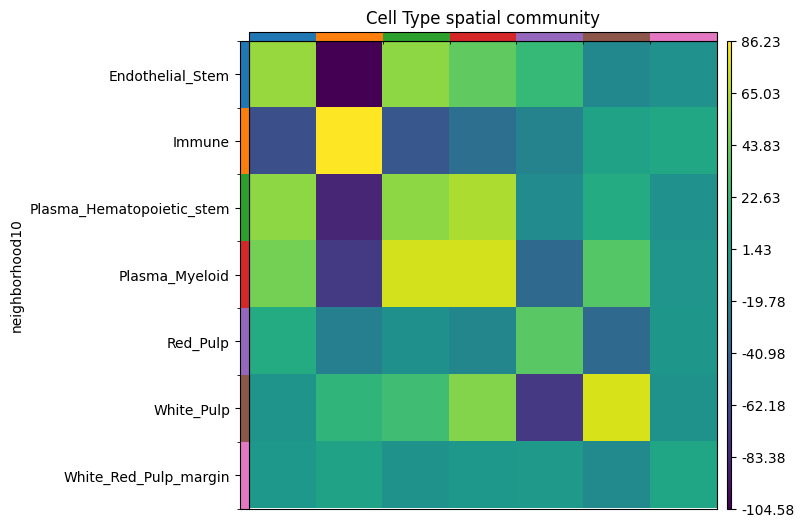 Cell Type spatial community
Endothelial_Stem
Immune
Plasma_Hematopoietic_stem
Plasma_Myeloid
Red_Pulp
White_Pulp
White_Red_Pulp_margin
neighborhood10
86.23
65.03
43.83
22.63
1.43
-19.78
-40.98
-62.18
-83.38
-104.58